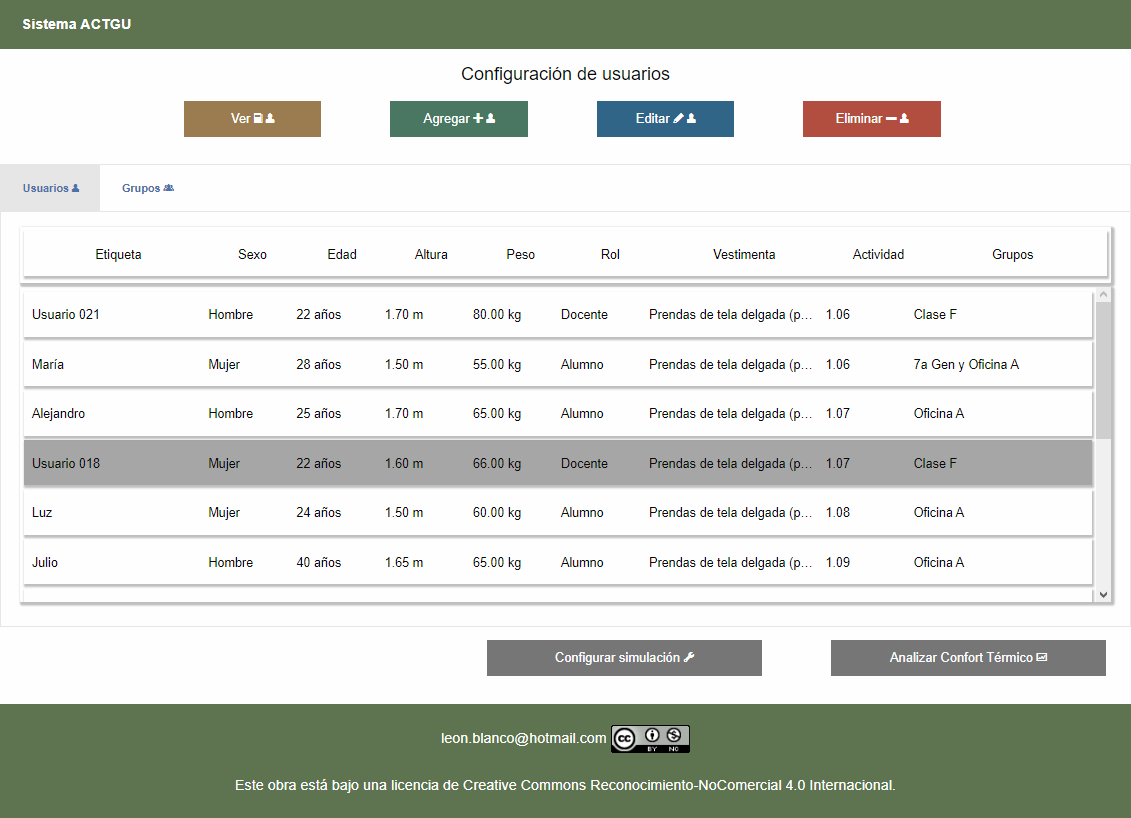 Sistema ACTGU
Configuración de usuarios
Ver Agregar Editar Eliminar
Usuarios Grupos
Etiqueta Sexo Edad Altura Peso Rol Vestimenta Actividad Grupos
Usuario 021 Hombre 22 años 1.70 m 80.00 kg Docente Prendas de tela delgada (p... 1.06 Clase F
María Mujer 28 años 1.50 m 55.00 kg Alumno Prendas de tela delgada (p... 1.06 7a Gen y Oficina A
Alejandro Hombre 25 años 1.70 m 65.00 kg Alumno Prendas de tela delgada (p... 1.07 Oficina A
Usuario 018 Mujer 22 años 1.60 m 66.00 kg Docente Prendas de tela delgada (p... 1.07 Clase F
Luz Mujer 24 años 1.50 m 60.00 kg Alumno Prendas de tela delgada (p... 1.08 Oficina A
Julio Hombre 40 años 1.65 m 65.00 kg Alumno Prendas de tela delgada (p... 1.09 Oficina A
Configurar simulación Analizar Confort Térmico
leon.blanco@hotmail.com cc BY NC
Este obra está bajo una licencia de Creative Commons Reconocimiento-NoComercial 4.0 Internacional.